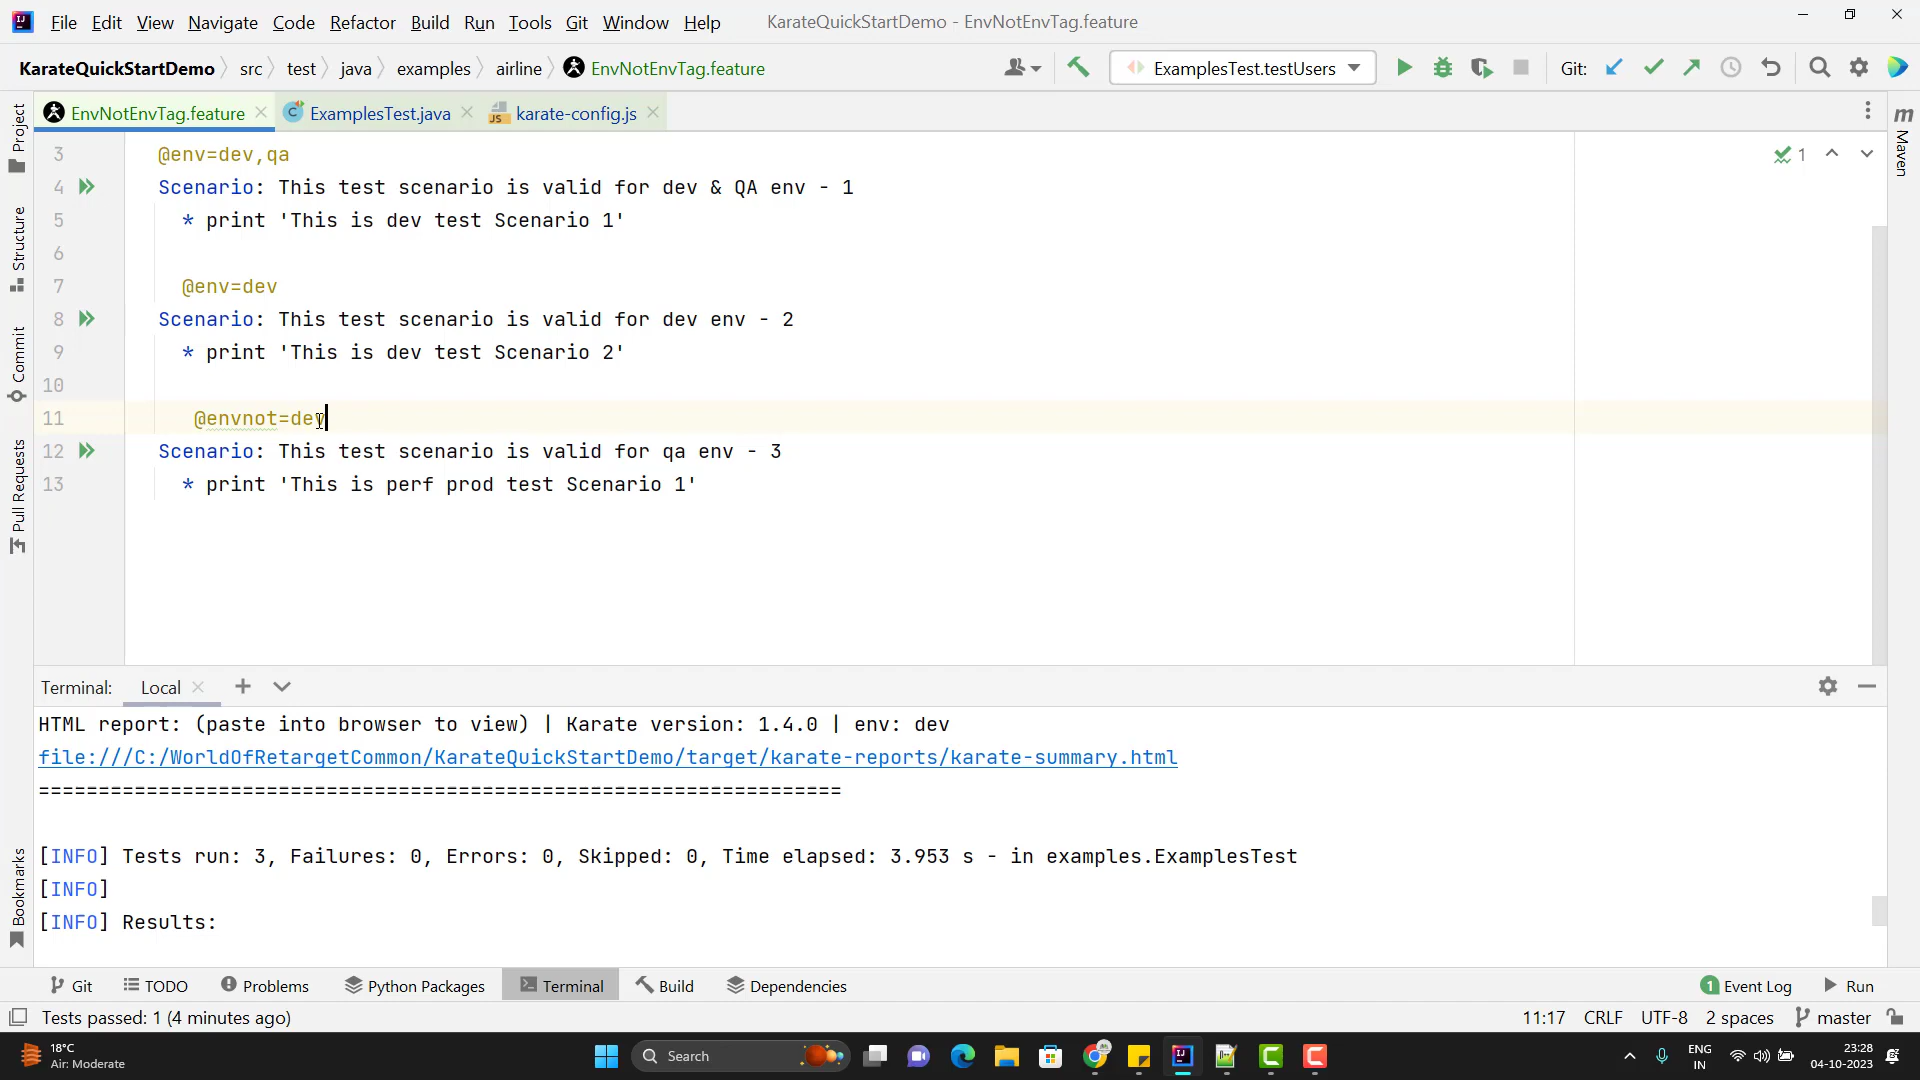 File Edit View Navigate Code Refactor Build Run Tools Git Window Help KarateQuickStartDemo - EnvNotEnvTag.feature
KarateQuickStartDemo src test java examples airline EnvNotEnvTag.feature ExamplesTest.testUsers Git:
EnvNotEnvTag.feature ExamplesTest.java JS karate-config.js
Project
Structure
Commit
Pull Requests
Bookmarks
m Maven
1
3 @env=dev,qa
4 Scenario: This test scenario is valid for dev & QA env - 1
5 * print 'This is dev test Scenario 1'
6
7 @env=dev
8 Scenario: This test scenario is valid for dev env - 2
9 * print 'This is dev test Scenario 2'
10
11 @envnot=dev
12 Scenario: This test scenario is valid for qa env - 3
13 * print 'This is perf prod test Scenario 1'
Terminal: Local
HTML report: (paste into browser to view) | Karate version: 1.4.0 | env: dev
file:///C:/WorldOfRetargetCommon/KarateQuickStartDemo/target/karate-reports/karate-summary.html
===================================================================
[INFO] Tests run: 3, Failures: 0, Errors: 0, Skipped: 0, Time elapsed: 3.953 s - in examples.ExamplesTest
[INFO]
[INFO] Results:
Git TODO Problems Python Packages Terminal Build Dependencies 1 Event Log Run
Tests passed: 1 (4 minutes ago) 11:17 CRLF UTF-8 2 spaces master
18°C
Air: Moderate
Search
ENG
IN
23:28
04-10-2023